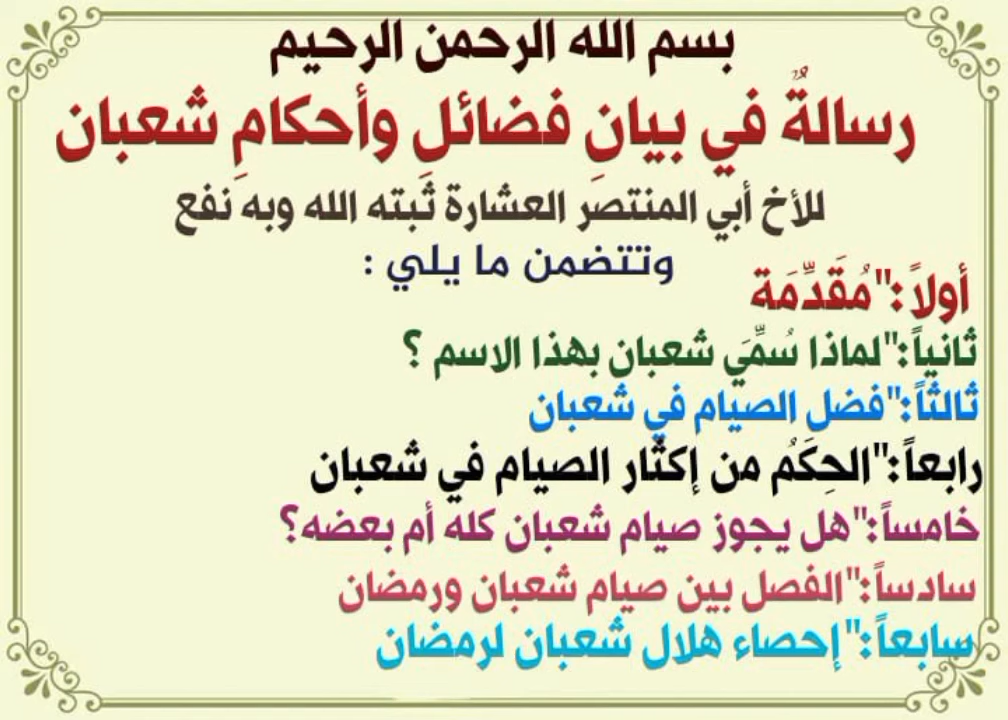 بسم الله الرحمن الرحيم
رسالةٌ في بيانِ فضائلِ وأحكامِ شعبان
للأخ أبي المنتصر العشارة ثبته الله وبه نفع
وتتضمن ما يلي :
أولاً:"مُقَدِّمَة
ثانياً:"لماذا سُمِّيَ شعبان بهذا الاسم ؟
ثالثاً:"فضل الصيام في شعبان
رابعاً:"الحِكَمُ من إكثار الصيام في شعبان
خامساً:"هل يجوز صيام شعبان كله أم بعضه؟
سادساً:"الفصل بين صيام شعبان ورمضان
سابعاً:"إحصاء هلال شعبان لرمضان